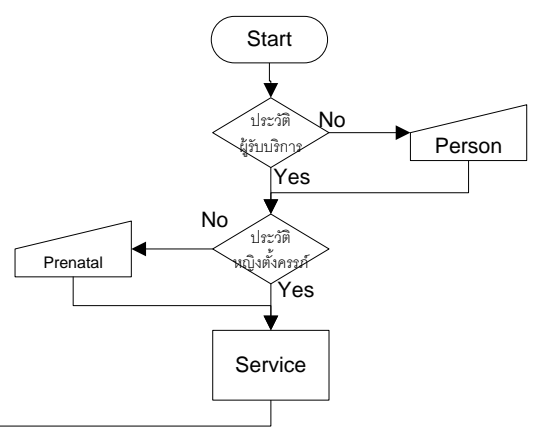 Start
ประวัติ
ผู้รับบริการ
No
Person
Yes
No
ประวัติ
หญิงตั้งครรภ์
Prenatal
Yes
Service